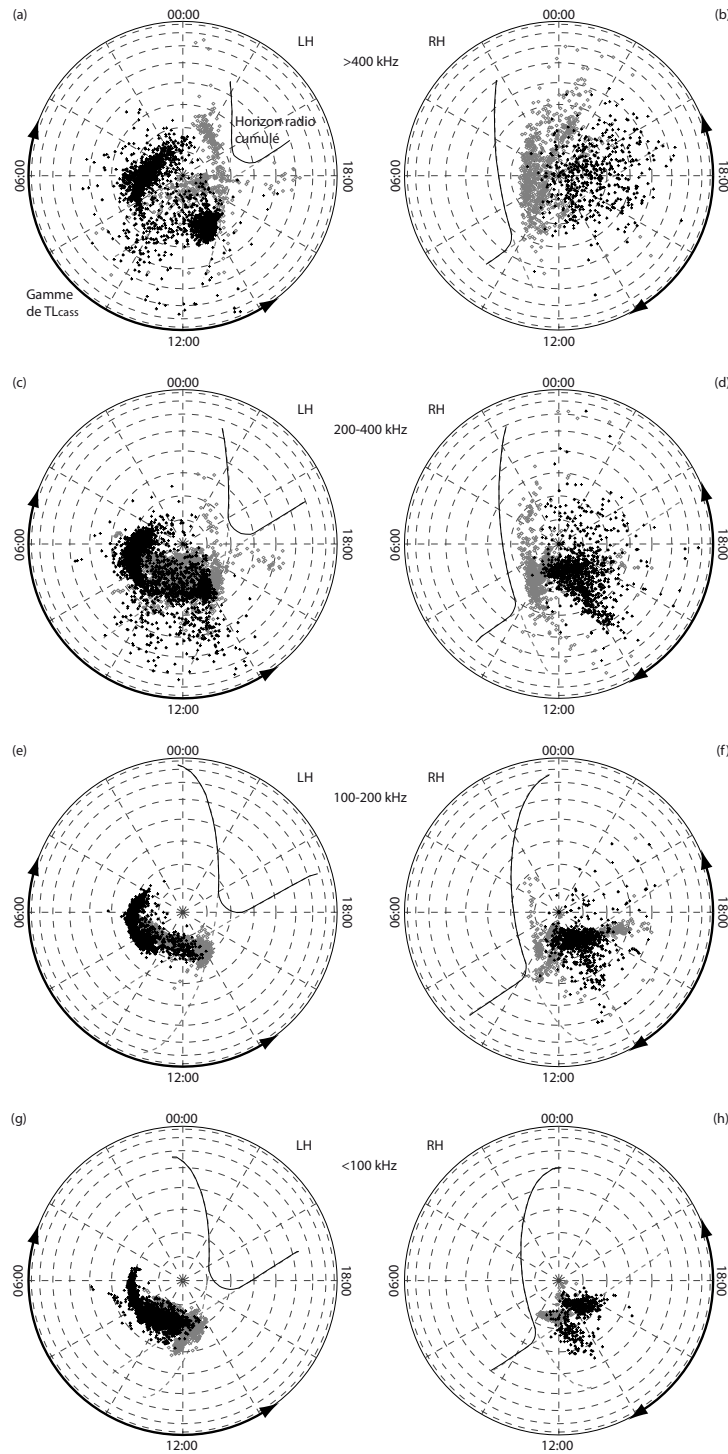 (a)
00:00
LH
>400 kHz
RH
00:00
(b)
Horizon radio
cumulé
06:00
18:00
06:00
18:00
Gamme
de TLcass
12:00
12:00
(c)
00:00
LH
200-400 kHz
RH
00:00
(d)
06:00
18:00
06:00
18:00
12:00
12:00
(e)
00:00
LH
100-200 kHz
RH
00:00
(f)
06:00
18:00
06:00
18:00
12:00
12:00
(g)
00:00
LH
<100 kHz
RH
00:00
(h)
06:00
18:00
06:00
18:00
12:00
12:00